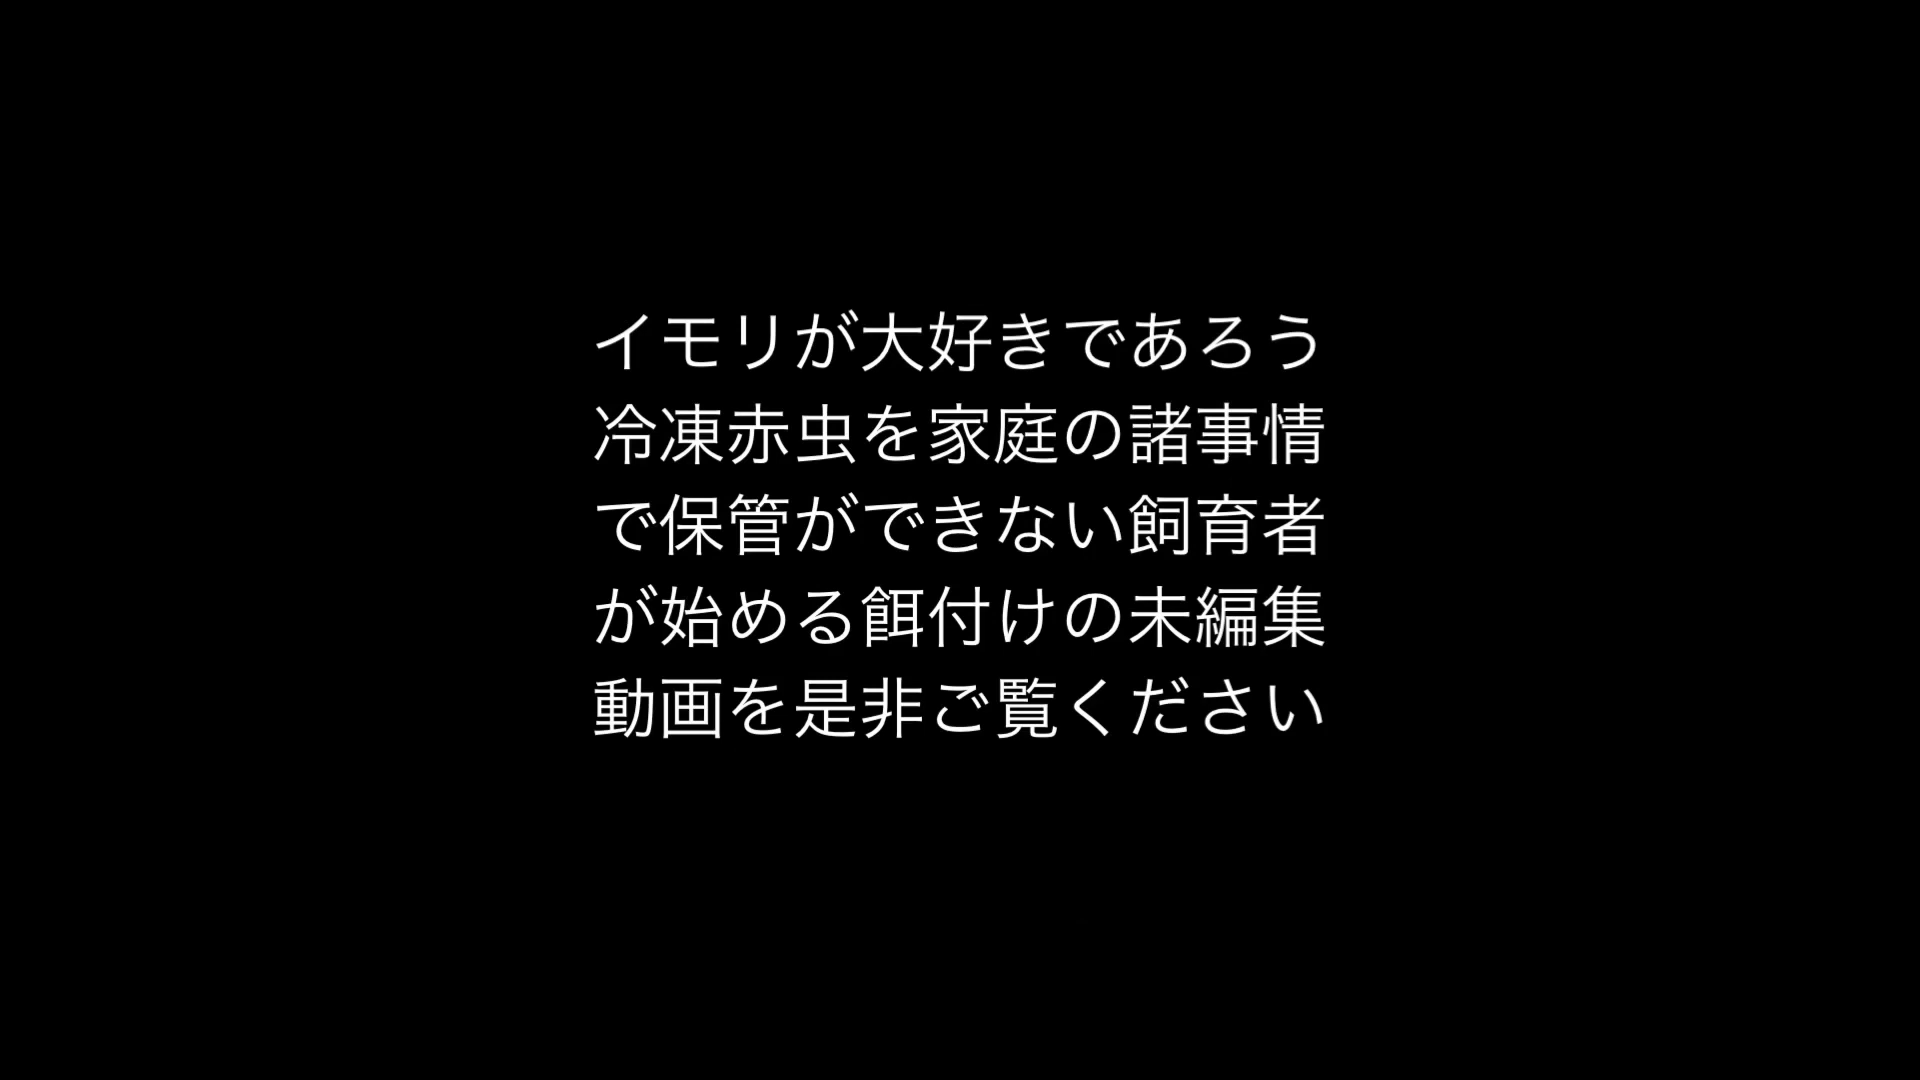 イモリが大好きであろう
冷凍赤虫を家庭の諸事情
で保管ができない飼育者
が始める餌付けの未編集
動画を是非ご覧ください